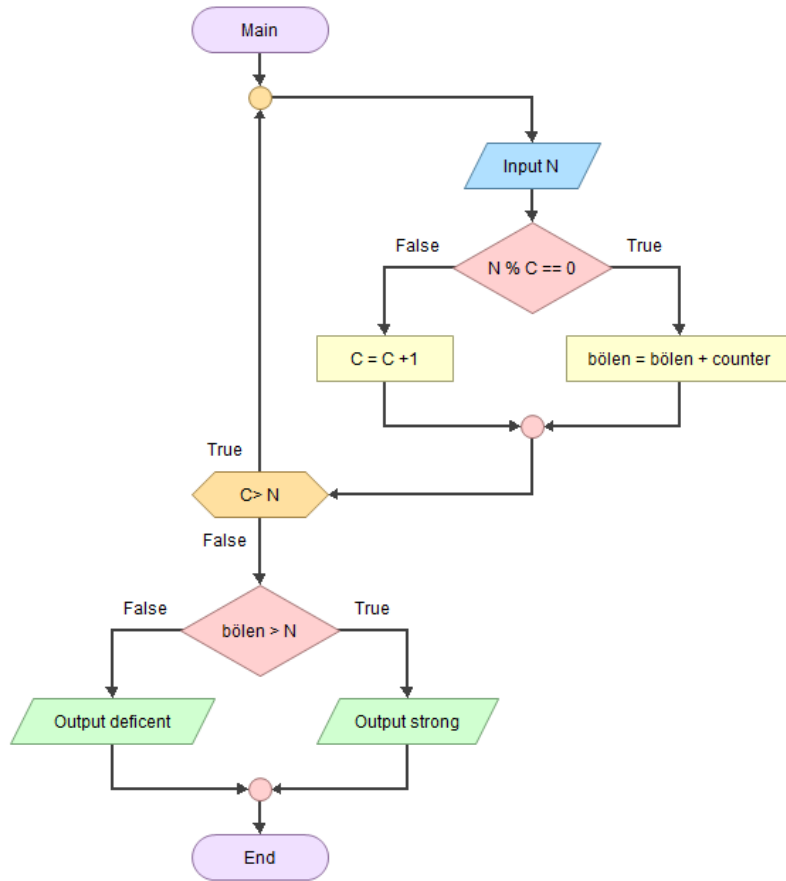 Main
Input N
False
True
N % C == 0
C = C +1
bölen = bölen + counter
True
C> N
False
False
True
bölen > N
Output deficent
Output strong
End